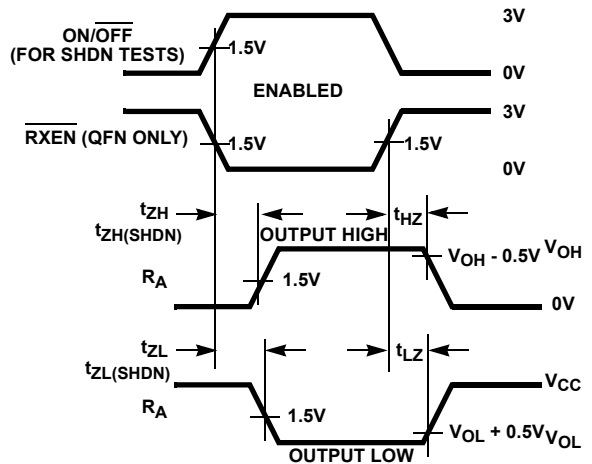 ON/OFF
(FOR SHDN TESTS)
3V
1.5V
0V
ENABLED
3V
RXEN (QFN ONLY)
1.5V
1.5V
0V
tZH
tZH(SHDN)
tHZ
OUTPUT HIGH
VOH - 0.5V
VOH
RA
1.5V
0V
tZL
tZL(SHDN)
tLZ
VCC
RA
1.5V
VOL + 0.5V
VOL
OUTPUT LOW